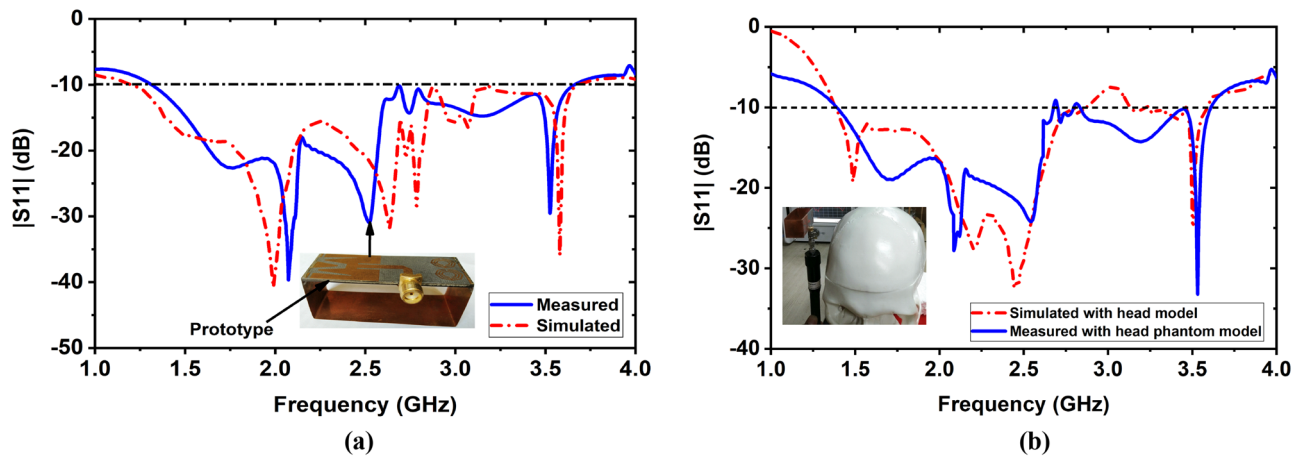 0
-10
-20
-30
-40
-50
|S11| (dB)
Prototype
Measured
Simulated
1.0 1.5 2.0 2.5 3.0 3.5 4.0
Frequency (GHz)
(a)
0
-10
-20
-30
-40
|S11| (dB)
Simulated with head model
Measured with head phantom model
1.0 1.5 2.0 2.5 3.0 3.5 4.0
Frequency (GHz)
(b)